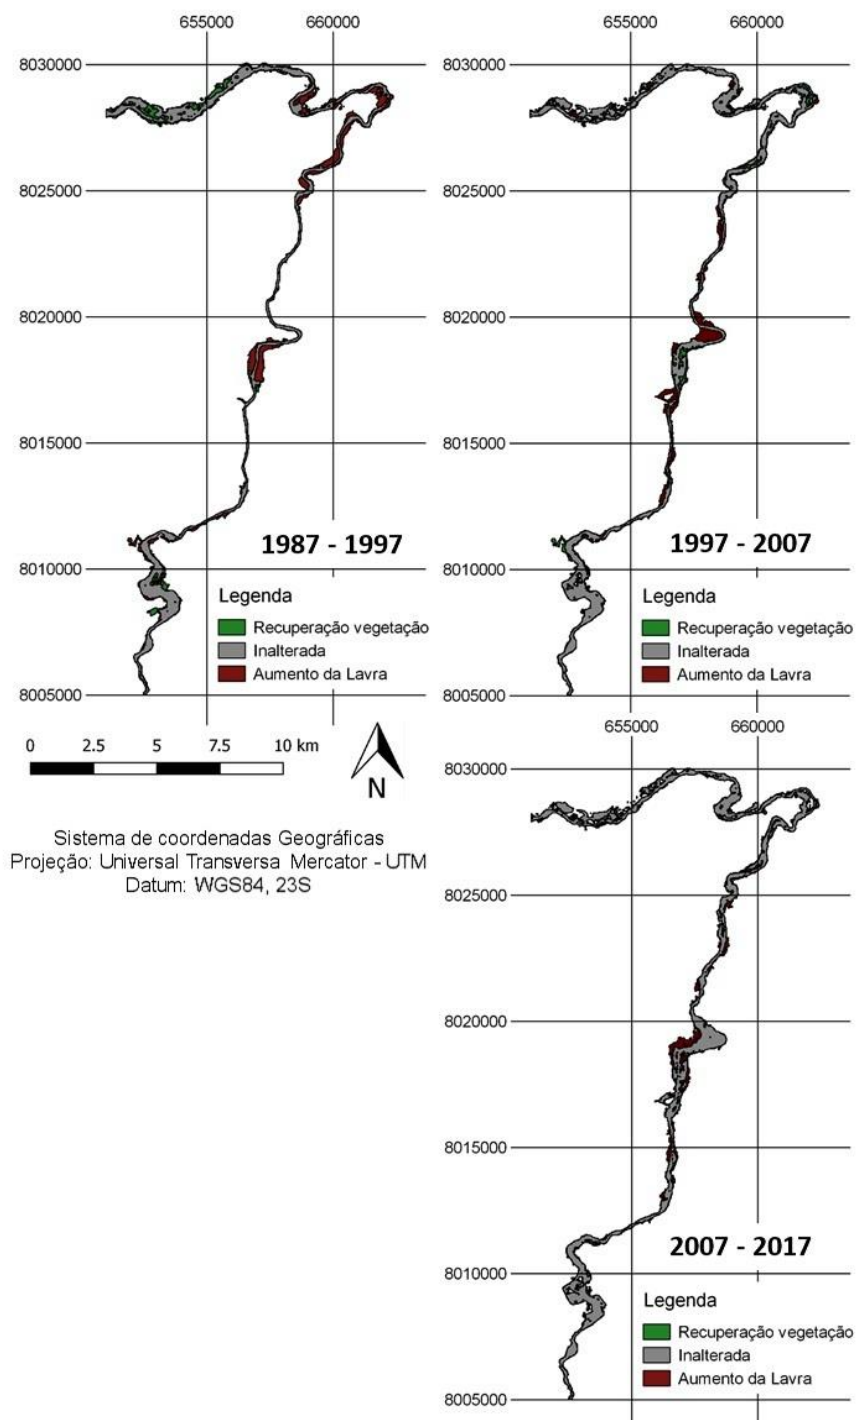 655000 660000
8030000
8025000
8020000
8015000
8010000
8005000
1987 - 1997
Legenda
Recuperação vegetação
Inalterada
Aumento da Lavra
655000 660000
8030000
8025000
8020000
8015000
8010000
8005000
1997 - 2007
Legenda
Recuperação vegetação
Inalterada
Aumento da Lavra
0 2.5 5 7.5 10 km
N
Sistema de coordenadas Geográficas
Projeção: Universal Transversa Mercator - UTM
Datum: WGS84, 23S
655000 660000
8030000
8025000
8020000
8015000
8010000
8005000
2007 - 2017
Legenda
Recuperação vegetação
Inalterada
Aumento da Lavra